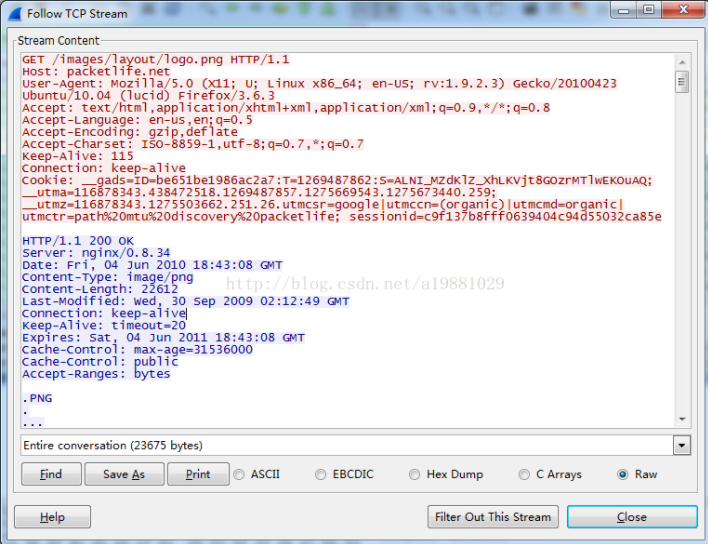 Follow TCP Stream
Stream Content
GET /images/layout/logo.png HTTP/1.1
Host: packetlife.net
User-Agent: Mozilla/5.0 (X11; U; Linux x86_64; en-US; rv:1.9.2.3) Gecko/20100423
Ubuntu/10.04 (lucid) Firefox/3.6.3
Accept: text/html,application/xhtml+xml,application/xml;q=0.9,*/*;q=0.8
Accept-Language: en-us,en;q=0.5
Accept-Encoding: gzip,deflate
Accept-Charset: ISO-8859-1,utf-8;q=0.7,*;q=0.7
Keep-Alive: 115
Connection: keep-alive
Cookie: __gads=ID=be651be1986ac2a7:T=1269487862:S=ALNI_MZdKlZ_XhLKVjt8GOzrMTlwEKOuAQ;
__utma=116878343.438472518.1269487857.1275669543.1275673440.259;
__utmz=116878343.1275503662.251.26.utmcsr=google|utmccn=(organic)|utmcmd=organic|
utmctr=path%20mtu%20discovery%20packetlife; sessionid=c9f137b8fff0639404c94d55032ca85e
HTTP/1.1 200 OK
Server: nginx/0.8.34
Date: Fri, 04 Jun 2010 18:43:08 GMT
Content-Type: image/png
http://blog.csdn.net/a19881029
Content-Length: 22612
Last-Modified: Wed, 30 Sep 2009 02:12:49 GMT
Connection: keep-alive
Keep-Alive: timeout=20
Expires: Sat, 04 Jun 2011 18:43:08 GMT
Cache-Control: max-age=31536000
Cache-Control: public
Accept-Ranges: bytes
.PNG
.
...
Entire conversation (23675 bytes)
Find Save As Print ASCII EBCDIC Hex Dump C Arrays Raw
Help Filter Out This Stream Close